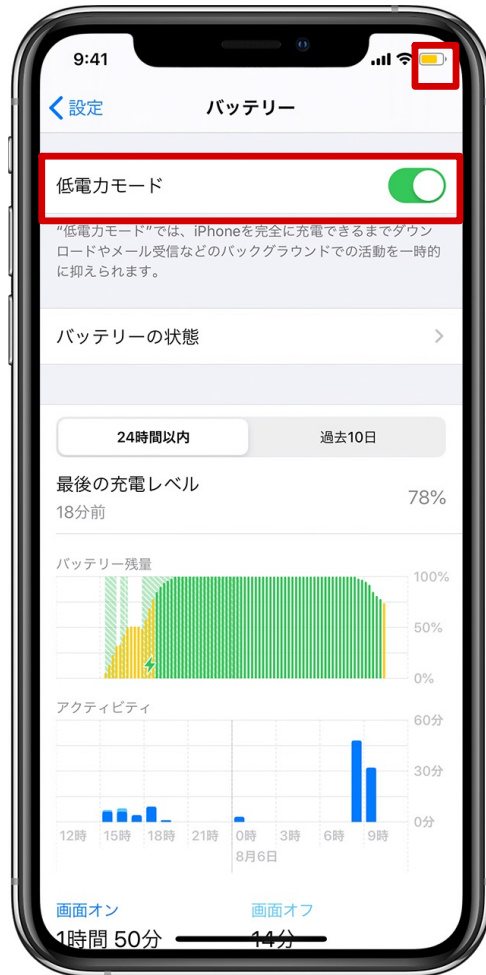 9:41
設定
バッテリー
低電力モード
“低電力モード”では、iPhoneを完全に充電できるまでダウン
ロードやメール受信などのバックグラウンドでの活動を一時的
に抑えられます。
バッテリーの状態
24時間以内 過去10日
最後の充電レベル
18分前
78%
バッテリー残量
100%
50%
0%
アクティビティ
60分
30分
0分
12時 15時 18時 21時 0時 3時 6時 9時
8月6日
画面オン 画面オフ
1時間 50分 14分